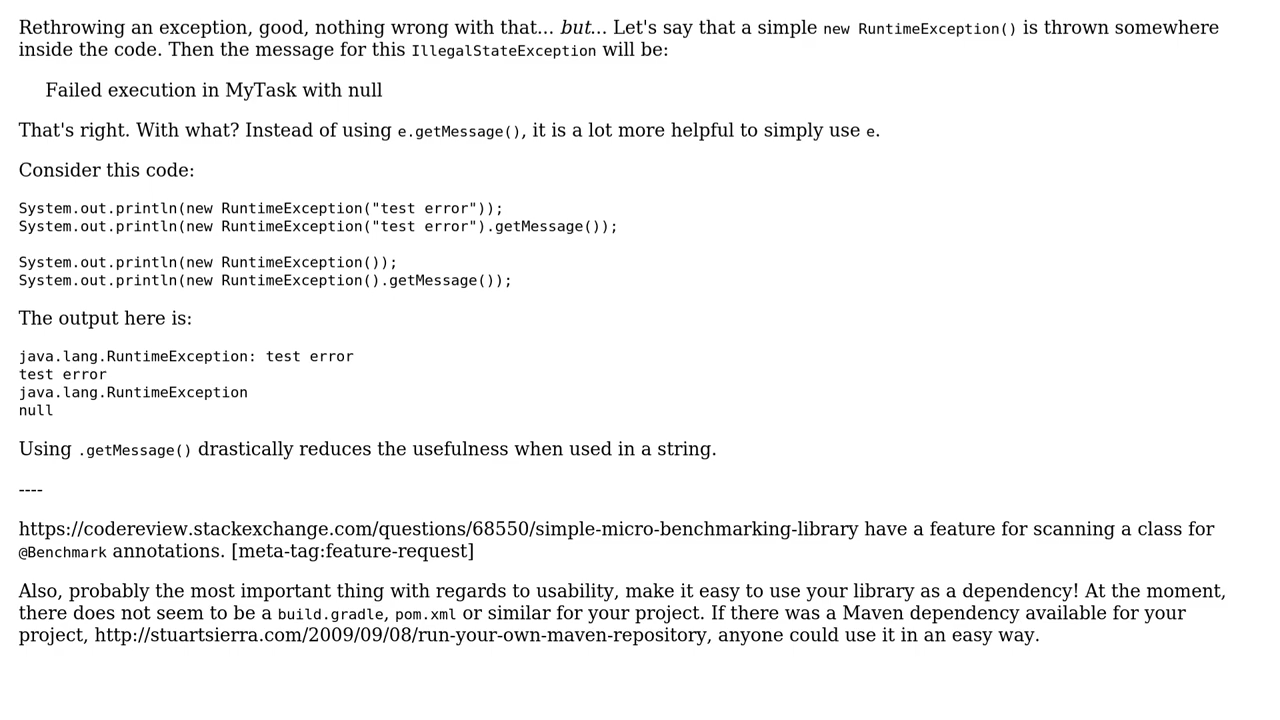 Rethrowing an exception, good, nothing wrong with that... but... Let's say that a simple new RuntimeException() is thrown somewhere
inside the code. Then the message for this IllegalStateException will be:
Failed execution in MyTask with null
That's right. With what? Instead of using e.getMessage(), it is a lot more helpful to simply use e.
Consider this code:
System.out.println(new RuntimeException("test error"));
System.out.println(new RuntimeException("test error").getMessage());
System.out.println(new RuntimeException());
System.out.println(new RuntimeException().getMessage());
The output here is:
java.lang.RuntimeException: test error
test error
java.lang.RuntimeException
null
Using .getMessage() drastically reduces the usefulness when used in a string.
----
https://codereview.stackexchange.com/questions/68550/simple-micro-benchmarking-library have a feature for scanning a class for
@Benchmark annotations. [meta-tag:feature-request]
Also, probably the most important thing with regards to usability, make it easy to use your library as a dependency! At the moment,
there does not seem to be a build.gradle, pom.xml or similar for your project. If there was a Maven dependency available for your
project, http://stuartsierra.com/2009/09/08/run-your-own-maven-repository, anyone could use it in an easy way.